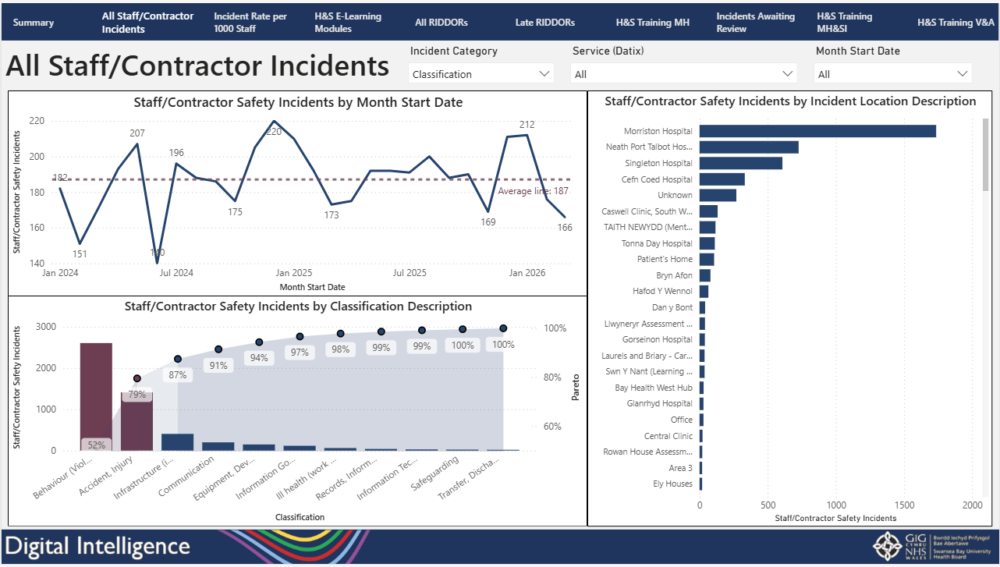 Summary
All Staff/Contractor
Incidents
Incident Rate per
1000 Staff
H&S E-Learning
Modules
All RIDDORs
Late RIDDORs
H&S Training MH
Incidents Awaiting
Review
H&S Training
MH&SI
H&S Training V&A
All Staff/Contractor Incidents
Incident Category
Classification
Service (Datix)
All
Month Start Date
All
Staff/Contractor Safety Incidents by Month Start Date
Staff/Contractor Safety Incidents
220
200
180
160
140
182
151
207
140
196
175
220
173
169
212
166
Average line: 187
Jan 2024
Jul 2024
Jan 2025
Jul 2025
Jan 2026
Month Start Date
Staff/Contractor Safety Incidents by Classification Description
Staff/Contractor Safety Incidents
3000
2000
1000
0
52%
79%
87%
91%
94%
97%
98%
99%
99%
100%
100%
100%
80%
60%
Pareto
Behaviour (Viol...
Accident, Injury
Infrastructure (i...
Communication
Equipment, Dev...
Information Go...
Ill health (work ...
Records, Inform...
Information Tec...
Safeguarding
Transfer, Discha...
Classification
Staff/Contractor Safety Incidents by Incident Location Description
Morriston Hospital
Neath Port Talbot Hos...
Singleton Hospital
Cefn Coed Hospital
Unknown
Caswell Clinic, South W...
TAITH NEWYDD (Ment...
Tonna Day Hospital
Patient's Home
Bryn Afon
Hafod Y Wennol
Dan y Bont
Llwyneryr Assessment ...
Gorseinon Hospital
Laurels and Briary - Car...
Swn Y Nant (Learning ...
Bay Health West Hub
Glanrhyd Hospital
Office
Central Clinic
Rowan House Assessm...
Area 3
Ely Houses
0
500
1000
1500
2000
Staff/Contractor Safety Incidents
Digital Intelligence
GIG
CYMRU
NHS
WALES
Bwrdd Iechyd Prifysgol
Bae Abertawe
Swansea Bay University
Health Board